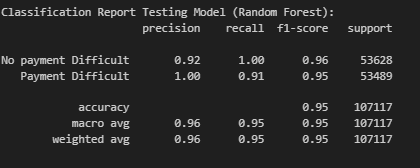 Classification Report Testing Model (Random Forest):
precision recall f1-score support
No payment Difficult 0.92 1.00 0.96 53628
Payment Difficult 1.00 0.91 0.95 53489
accuracy 0.95 107117
macro avg 0.96 0.95 0.95 107117
weighted avg 0.96 0.95 0.95 107117